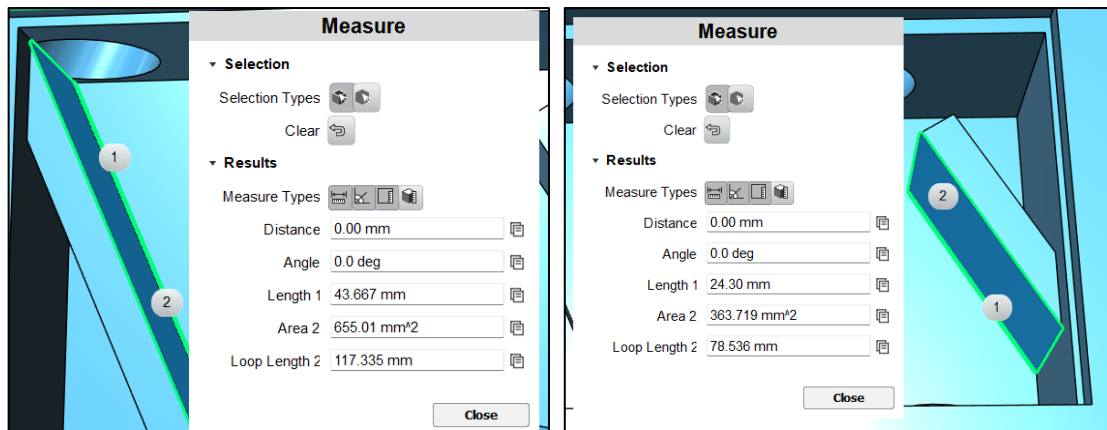 Measure
Selection
Selection Types
Clear
Results
Measure Types
Distance 0.00 mm
Angle 0.0 deg
Length 1 43.667 mm
Area 2 655.01 mm^2
Loop Length 2 117.335 mm
Close
1
2
Measure
Selection
Selection Types
Clear
Results
Measure Types
Distance 0.00 mm
Angle 0.0 deg
Length 1 24.30 mm
Area 2 363.719 mm^2
Loop Length 2 78.536 mm
Close
2
1